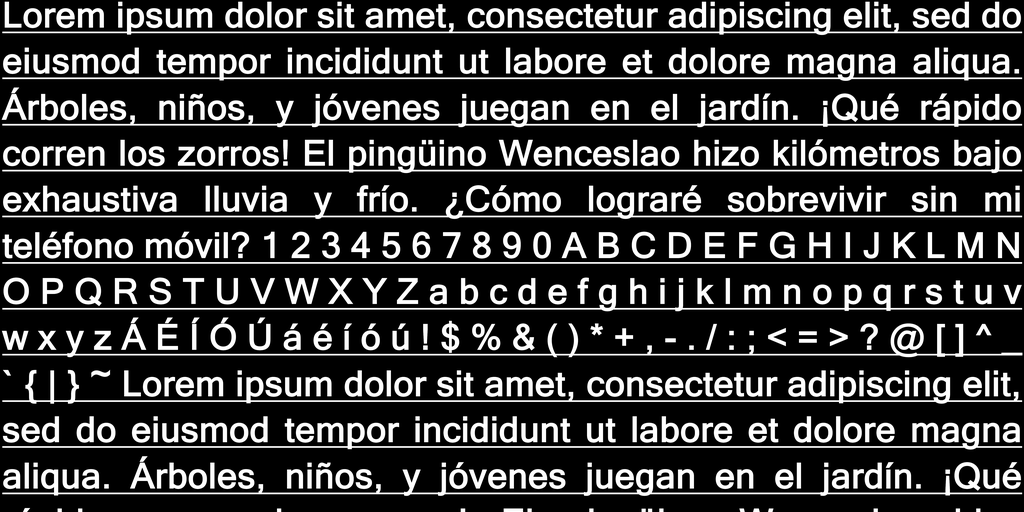 Lorem ipsum dolor sit amet, consectetur adipiscing elit, sed do
eiusmod tempor incididunt ut labore et dolore magna aliqua.
Árboles, niños, y jóvenes juegan en el jardín. ¡Qué rápido
corren los zorros! El pingüino Wenceslao hizo kilómetros bajo
exhaustiva lluvia y frío. ¿Cómo lograré sobrevivir sin mi
teléfono móvil? 1 2 3 4 5 6 7 8 9 0 A B C D E F G H I J K L M N
O P Q R S T U V W X Y Z a b c d e f g h i j k l m n o p q r s t u v
w x y z Á É Í Ó Ú á é í ó ú ! $ % & ( ) * + , - . / : ; < = > ? @ [ ] ^ _
` { | } ~ Lorem ipsum dolor sit amet, consectetur adipiscing elit,
sed do eiusmod tempor incididunt ut labore et dolore magna
aliqua. Árboles, niños, y jóvenes juegan en el jardín. ¡Qué